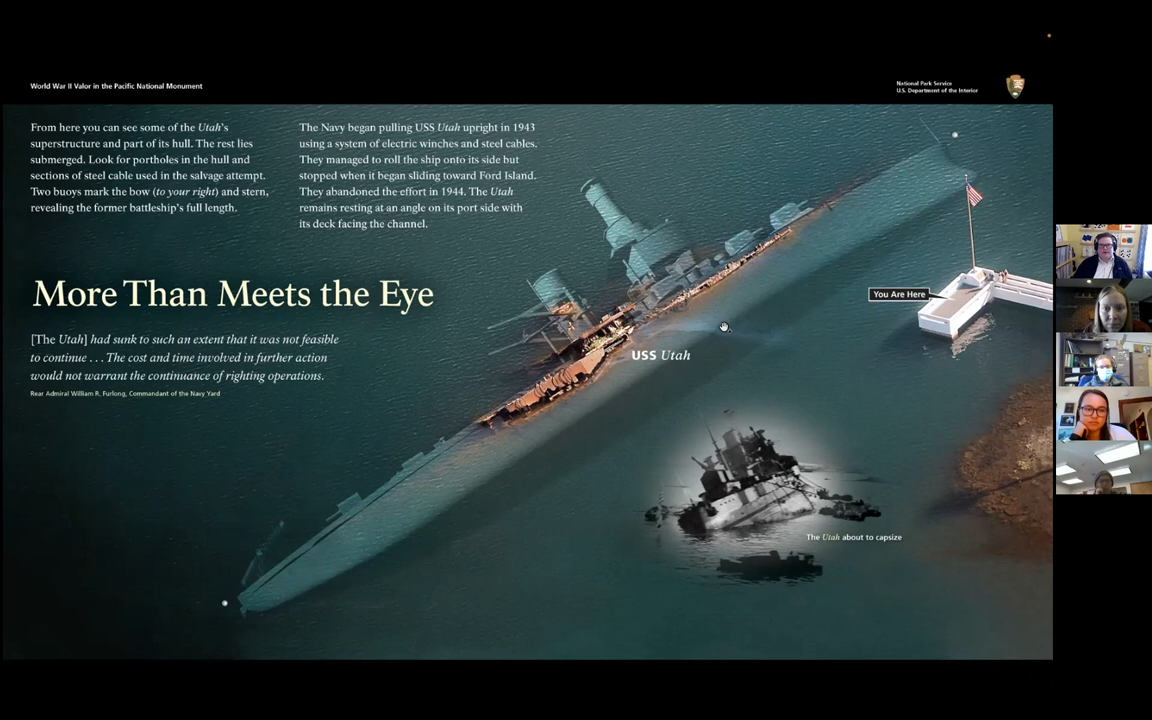 World War II Valor in the Pacific National Monument
National Park Service
U.S. Department of the Interior
From here you can see some of the Utah's
superstructure and part of its hull. The rest lies
submerged. Look for portholes in the hull and
sections of steel cable used in the salvage attempt.
Two buoys mark the bow (to your right) and stern,
revealing the former battleship's full length.
The Navy began pulling USS Utah upright in 1943
using a system of electric winches and steel cables.
They managed to roll the ship onto its side but
stopped when it began sliding toward Ford Island.
They abandoned the effort in 1944. The Utah
remains resting at an angle on its port side with
its deck facing the channel.
More Than Meets the Eye
[The Utah] had sunk to such an extent that it was not feasible
to continue . . . The cost and time involved in further action
would not warrant the continuance of righting operations.
Rear Admiral William R. Furlong, Commandant of the Navy Yard
You Are Here
USS Utah
The Utah about to capsize